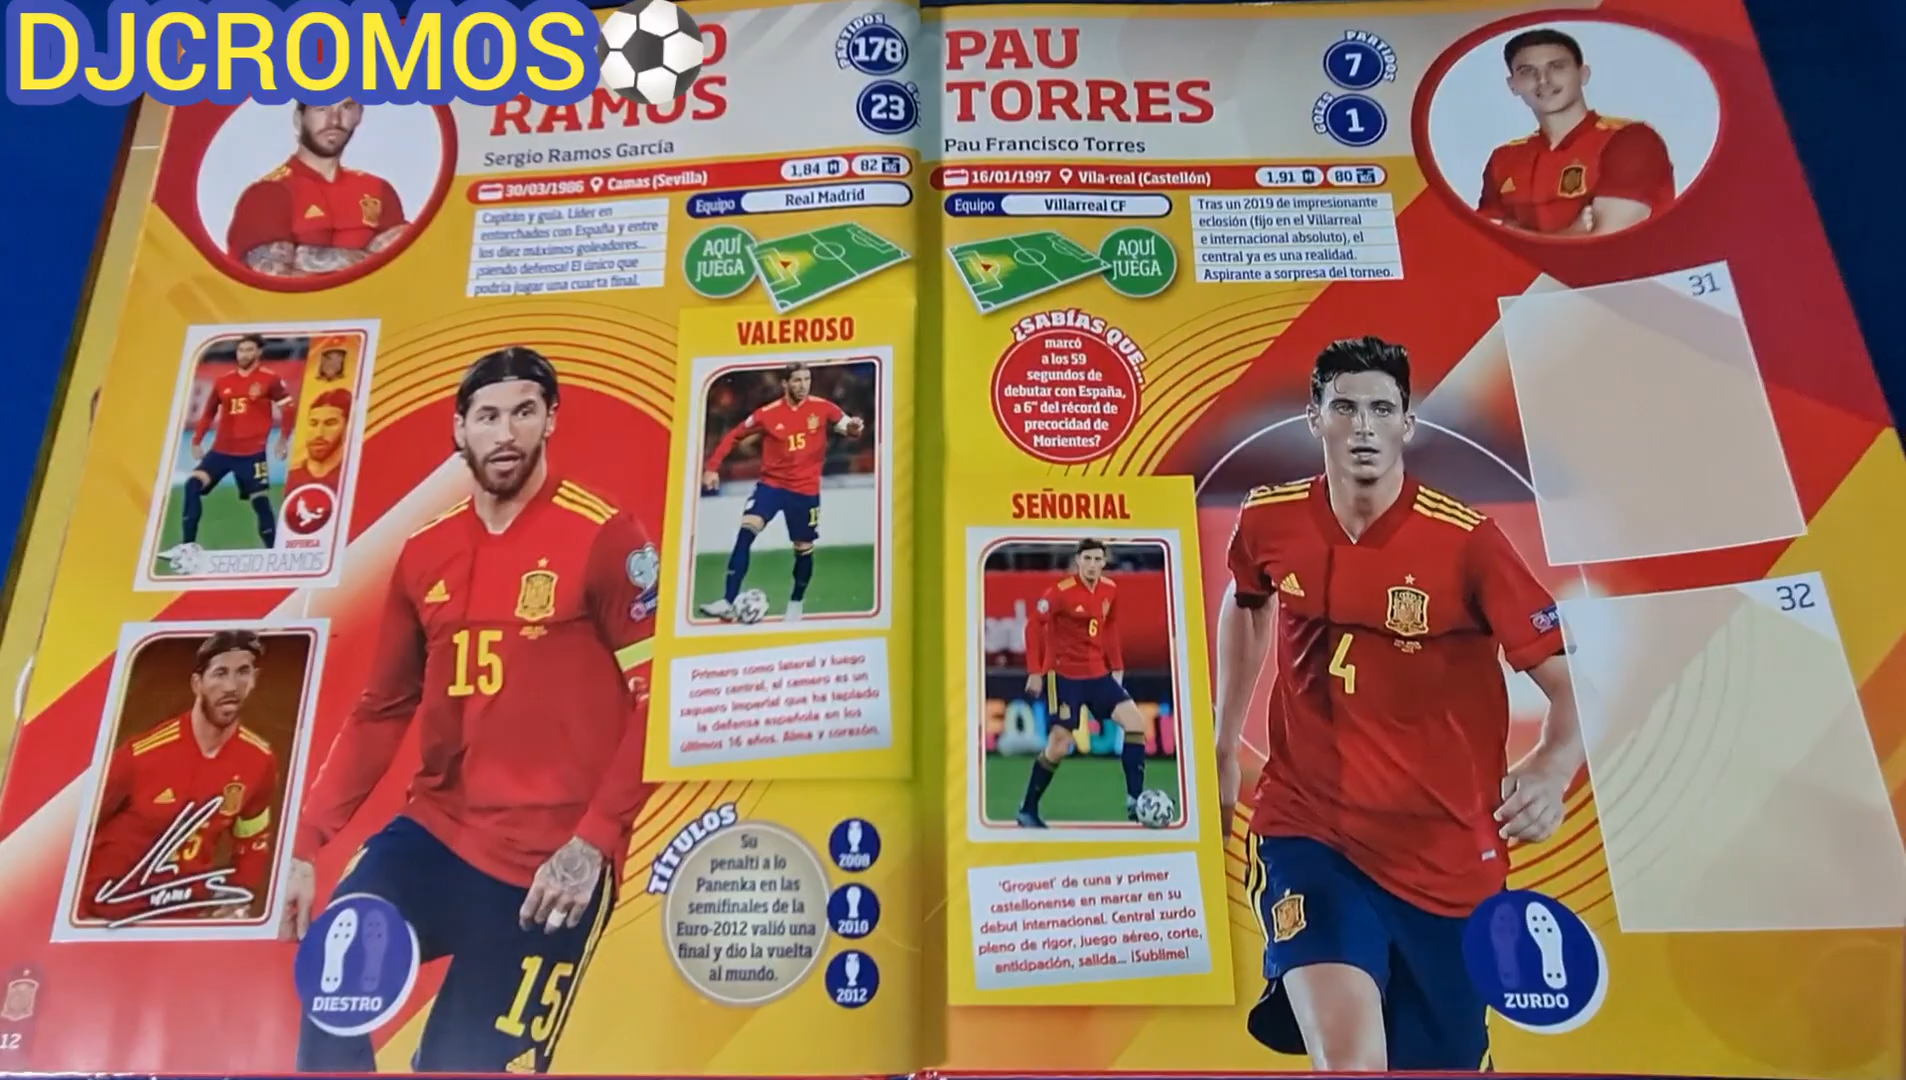 DJCROMOS
RAMOS
Sergio Ramos García
PARTIDOS
178
23
30/03/1986 Camas (Sevilla)
1,84 82
Capitán y guía. Líder en
entorchados con España y entre
los diez máximos goleadores...
¡siendo defensa! El único que
podría jugar una cuarta final.
Equipo Real Madrid
AQUÍ
JUEGA
VALEROSO
15
DEFENSA
SERGIO RAMOS
15
15
Primero como lateral y luego
como central, el camero es un
zaguero imperial que ha tapiado
la defensa española en los
últimos 16 años. Alma y corazón.
TÍTULOS
Su
penalti a lo
Panenka en las
semifinales de la
Euro-2012 valió una
final y dio la vuelta
al mundo.
2008
2010
2012
DIESTRO
15
12
PAU
TORRES
Pau Francisco Torres
PARTIDOS
7
GOLES
1
16/01/1997 Vila-real (Castellón)
1,91 80
Equipo Villarreal CF
AQUÍ
JUEGA
Tras un 2019 de impresionante
eclosión (fijo en el Villarreal
e internacional absoluto), el
central ya es una realidad.
Aspirante a sorpresa del torneo.
¿SABÍAS QUE...
marcó
a los 59
segundos de
debutar con España,
a 6" del récord de
precocidad de
Morientes?
SEÑORIAL
6
'Groguet' de cuna y primer
castellonense en marcar en su
debut internacional. Central zurdo
pleno de rigor, juego aéreo, corte,
anticipación, salida... ¡Sublime!
4
31
32
ZURDO